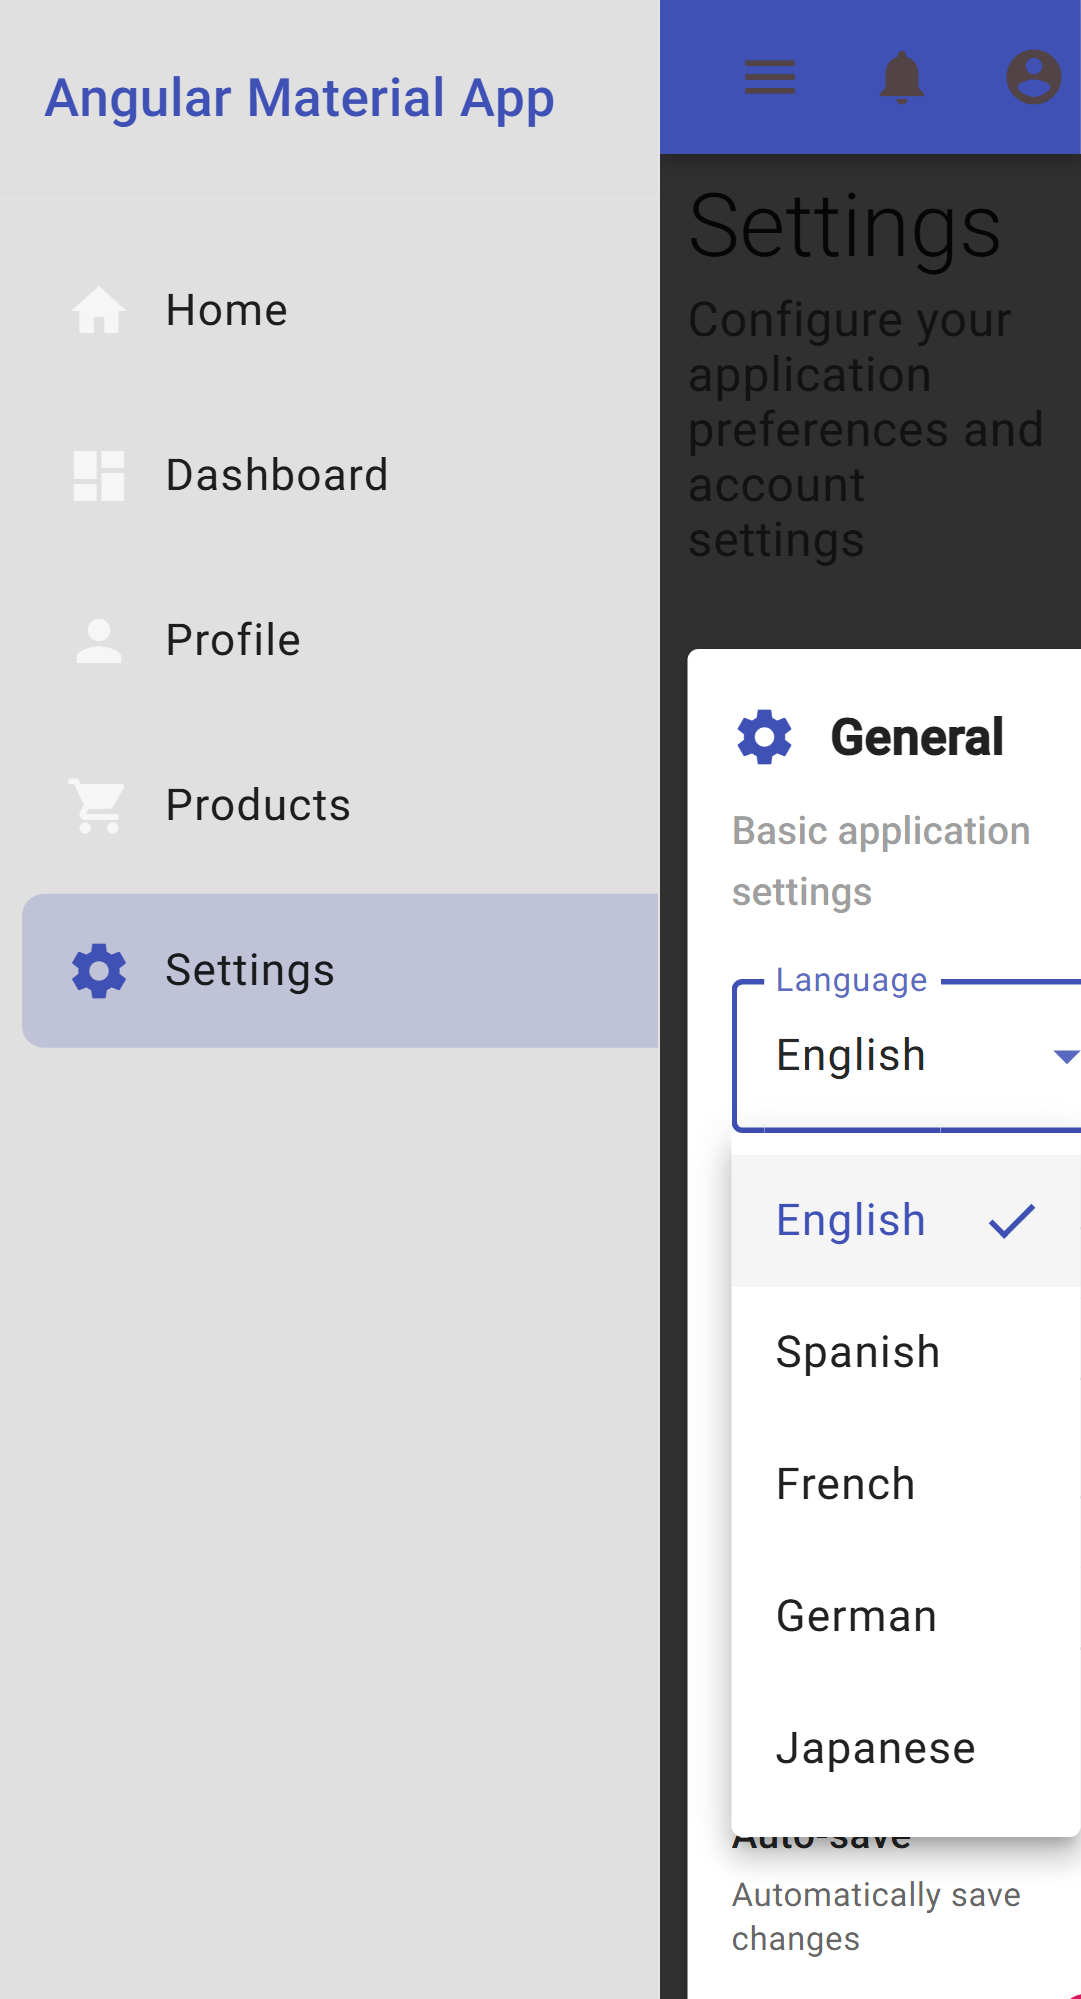 Angular Material App
Home
Dashboard
Profile
Products
Settings
Settings
Configure your
application
preferences and
account
settings
General
Basic application
settings
Language
English
English
Spanish
French
German
Japanese
Auto-save
Automatically save
changes